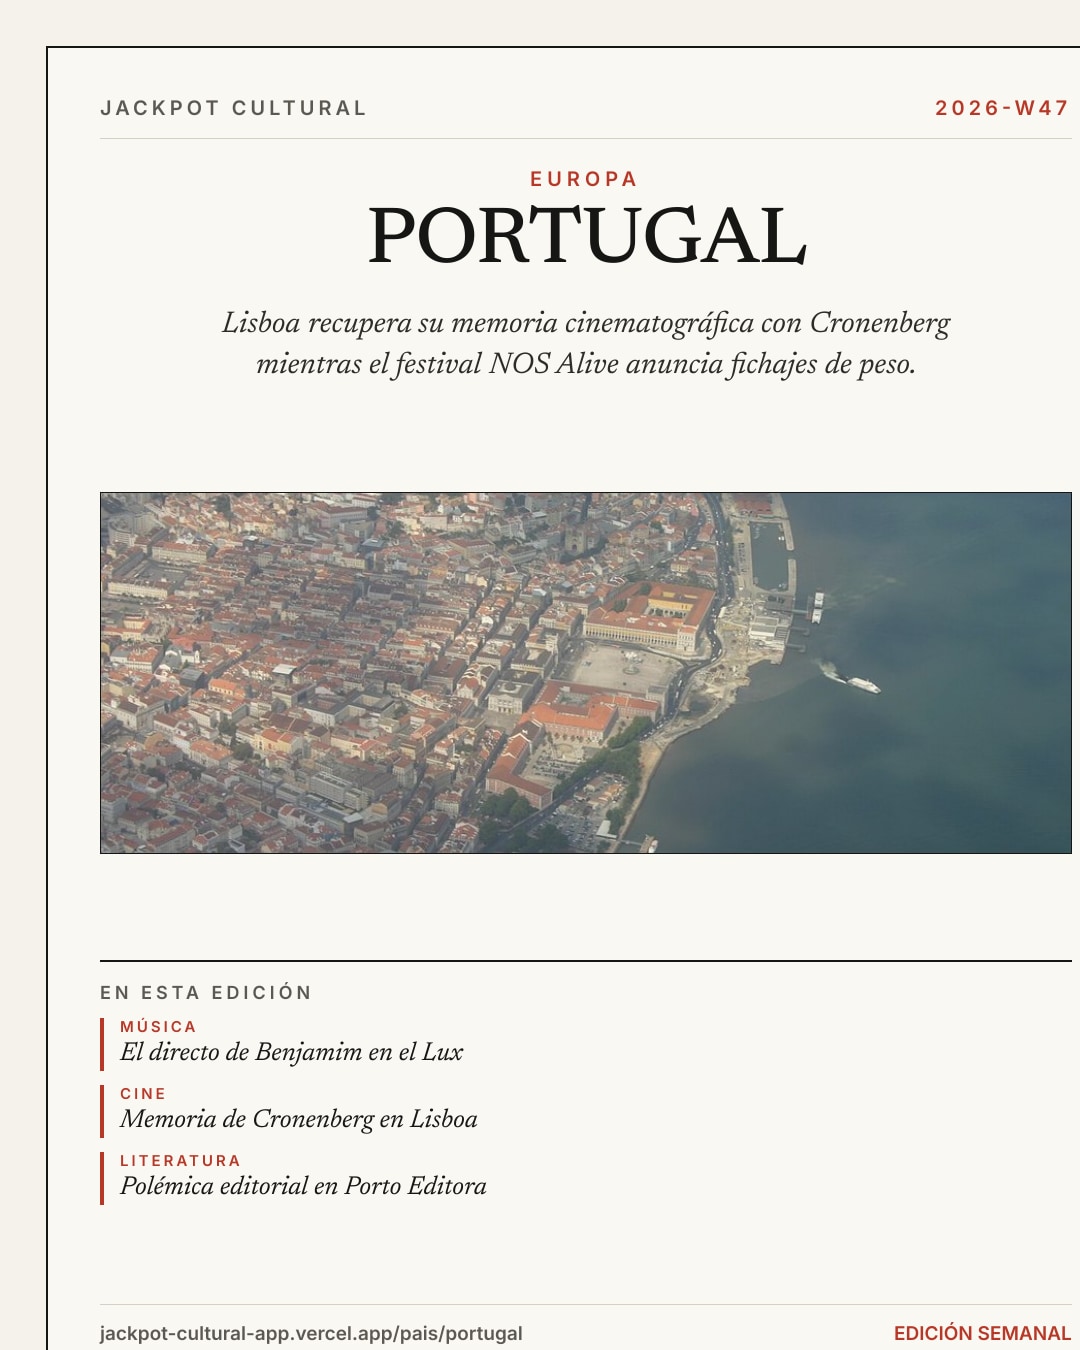 JACKPOT CULTURAL
2026-W47
EUROPA
PORTUGAL
Lisboa recupera su memoria cinematográfica con Cronenberg
mientras el festival NOS Alive anuncia fichajes de peso.
EN ESTA EDICIÓN
MÚSICA
El directo de Benjamim en el Lux
CINE
Memoria de Cronenberg en Lisboa
LITERATURA
Polémica editorial en Porto Editora
jackpot-cultural-app.vercel.app/pais/portugal
EDICIÓN SEMANAL